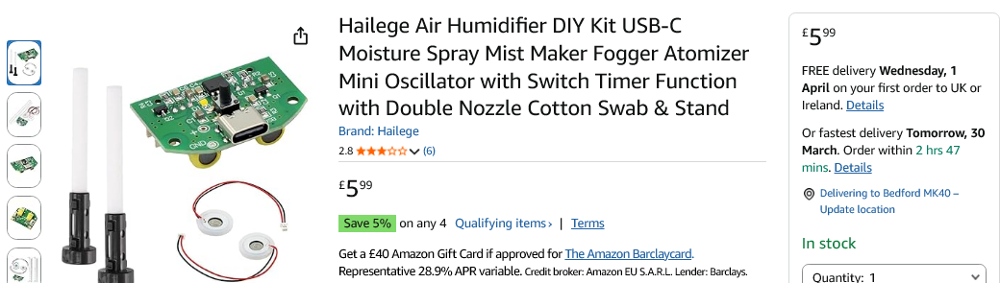 Hailege Air Humidifier DIY Kit USB-C
Moisture Spray Mist Maker Fogger Atomizer
Mini Oscillator with Switch Timer Function
with Double Nozzle Cotton Swab & Stand
Brand: Hailege
2.8 (6)
£5.99
Save 5% on any 4 Qualifying items › | Terms
Get a £40 Amazon Gift Card if approved for The Amazon Barclaycard.
Representative 28.9% APR variable. Credit broker: Amazon EU S.A.R.L. Lender: Barclays.
£5.99
FREE delivery Wednesday, 1
April on your first order to UK or
Ireland. Details
Or fastest delivery Tomorrow, 30
March. Order within 2 hrs 47
mins. Details
Delivering to Bedford MK40 –
Update location
In stock
Quantity: 1